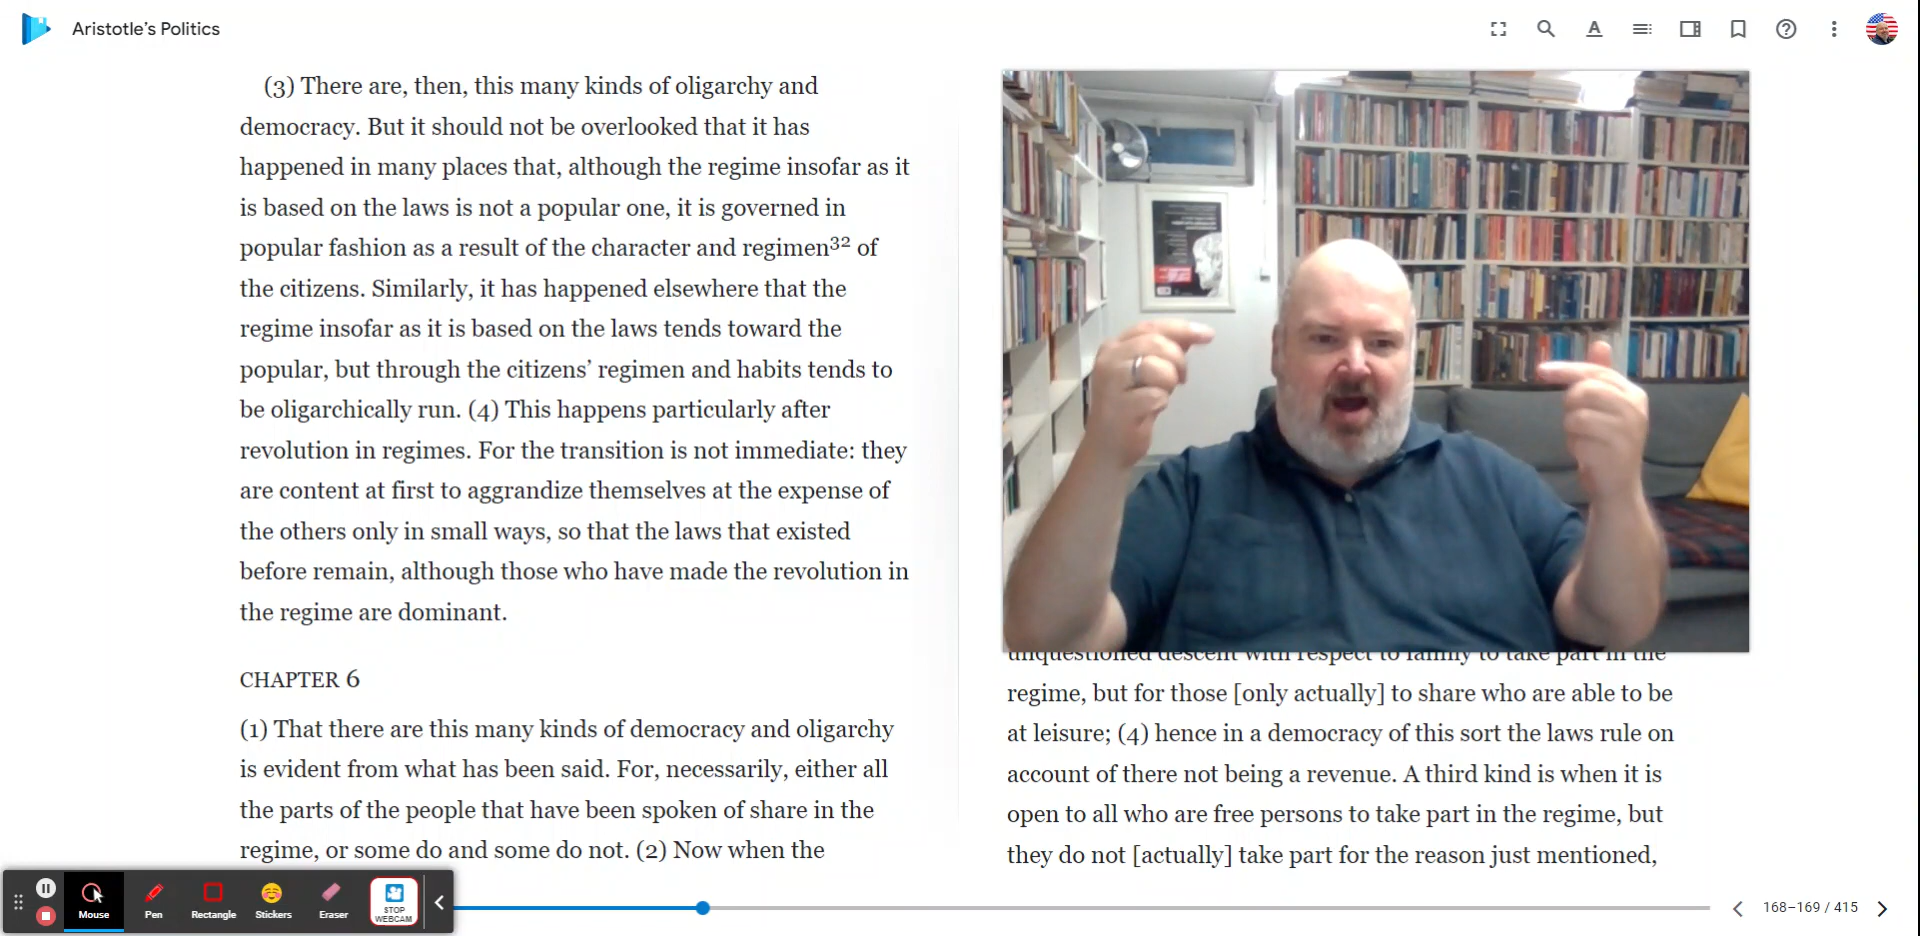 Aristotle’s Politics
(3) There are, then, this many kinds of oligarchy and
democracy. But it should not be overlooked that it has
happened in many places that, although the regime insofar as it
is based on the laws is not a popular one, it is governed in
popular fashion as a result of the character and regimen32 of
the citizens. Similarly, it has happened elsewhere that the
regime insofar as it is based on the laws tends toward the
popular, but through the citizens’ regimen and habits tends to
be oligarchically run. (4) This happens particularly after
revolution in regimes. For the transition is not immediate: they
are content at first to aggrandize themselves at the expense of
the others only in small ways, so that the laws that existed
before remain, although those who have made the revolution in
the regime are dominant.
CHAPTER 6
(1) That there are this many kinds of democracy and oligarchy
is evident from what has been said. For, necessarily, either all
the parts of the people that have been spoken of share in the
regime, or some do and some do not. (2) Now when the
unquestioned descent with respect to family to take part in the
regime, but for those [only actually] to share who are able to be
at leisure; (4) hence in a democracy of this sort the laws rule on
account of there not being a revenue. A third kind is when it is
open to all who are free persons to take part in the regime, but
they do not [actually] take part for the reason just mentioned,
Mouse
Pen
Rectangle
Stickers
Eraser
STOP
WEBCAM
168–169 / 415